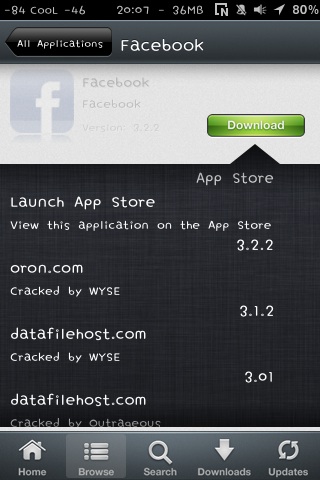 -84 CooL -46 20:07 - 36MB N 80%
All Applications Facebook
Facebook
Facebook
Version: 3.2.2
Download
App Store
Launch App Store
View this application on the App Store
3.2.2
oron.com
Cracked by WYSE
3.1.2
datafilehost.com
Cracked by WYSE
3.01
datafilehost.com
Cracked by Outrageous
Home Browse Search Downloads Updates